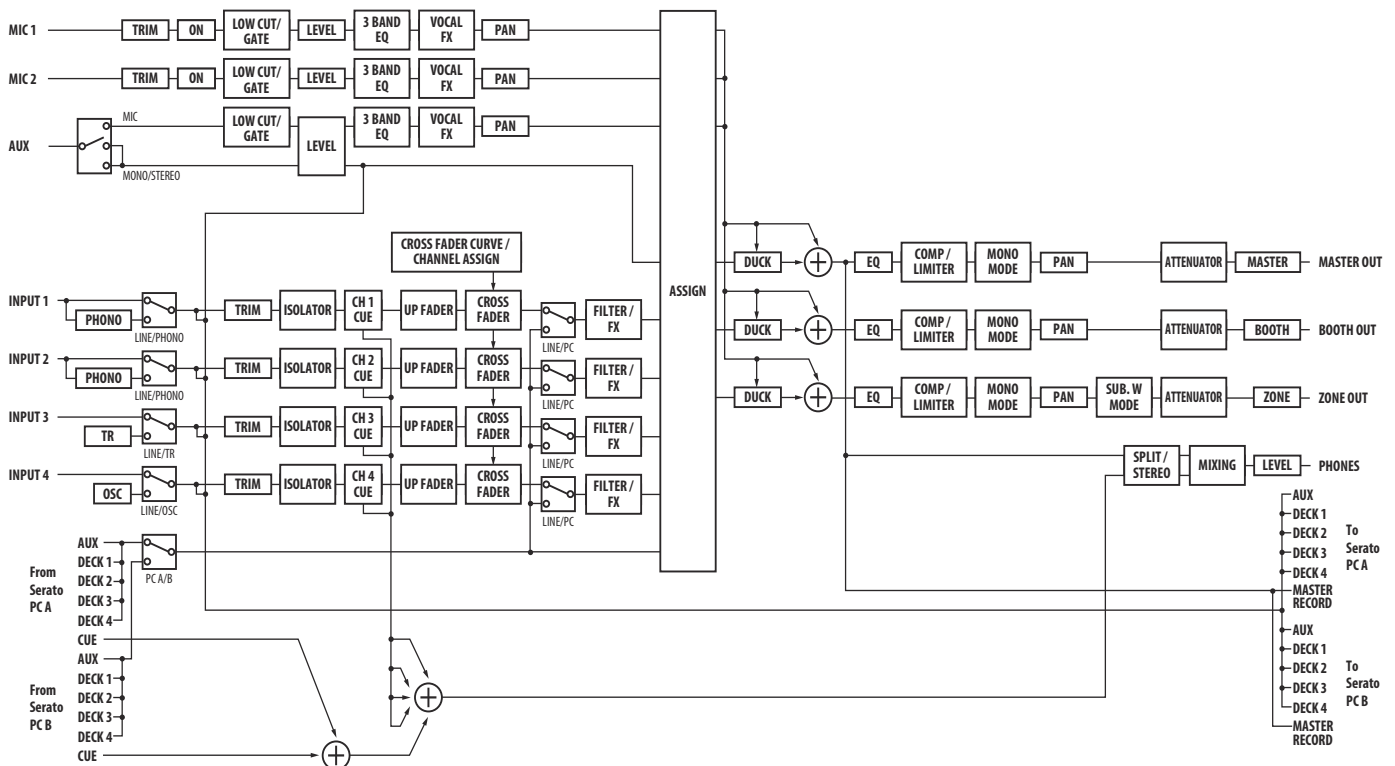 MIC 1
TRIM
ON
LOW CUT/
GATE
LEVEL
3 BAND
EQ
VOCAL
FX
PAN
MIC 2
TRIM
ON
LOW CUT/
GATE
LEVEL
3 BAND
EQ
VOCAL
FX
PAN
AUX
MIC
MONO/STEREO
LOW CUT/
GATE
LEVEL
3 BAND
EQ
VOCAL
FX
PAN
CROSS FADER CURVE /
CHANNEL ASSIGN
INPUT 1
PHONO
LINE/PHONO
TRIM
ISOLATOR
CH 1
CUE
UP FADER
CROSS
FADER
LINE/PC
FILTER /
FX
INPUT 2
PHONO
LINE/PHONO
TRIM
ISOLATOR
CH 2
CUE
UP FADER
CROSS
FADER
LINE/PC
FILTER /
FX
INPUT 3
TR
LINE/TR
TRIM
ISOLATOR
CH 3
CUE
UP FADER
CROSS
FADER
LINE/PC
FILTER /
FX
INPUT 4
OSC
LINE/OSC
TRIM
ISOLATOR
CH 4
CUE
UP FADER
CROSS
FADER
LINE/PC
FILTER /
FX
From
Serato
PC A
AUX
DECK 1
DECK 2
DECK 3
DECK 4
CUE
PC A/B
From
Serato
PC B
AUX
DECK 1
DECK 2
DECK 3
DECK 4
CUE
ASSIGN
DUCK
EQ
COMP /
LIMITER
MONO
MODE
PAN
ATTENUATOR
MASTER
MASTER OUT
DUCK
EQ
COMP /
LIMITER
MONO
MODE
PAN
ATTENUATOR
BOOTH
BOOTH OUT
DUCK
EQ
COMP /
LIMITER
MONO
MODE
PAN
SUB. W
MODE
ATTENUATOR
ZONE
ZONE OUT
SPLIT /
STEREO
MIXING
LEVEL
PHONES
AUX
DECK 1
DECK 2
DECK 3
DECK 4
MASTER
RECORD
To
Serato
PC A
AUX
DECK 1
DECK 2
DECK 3
DECK 4
MASTER
RECORD
To
Serato
PC B